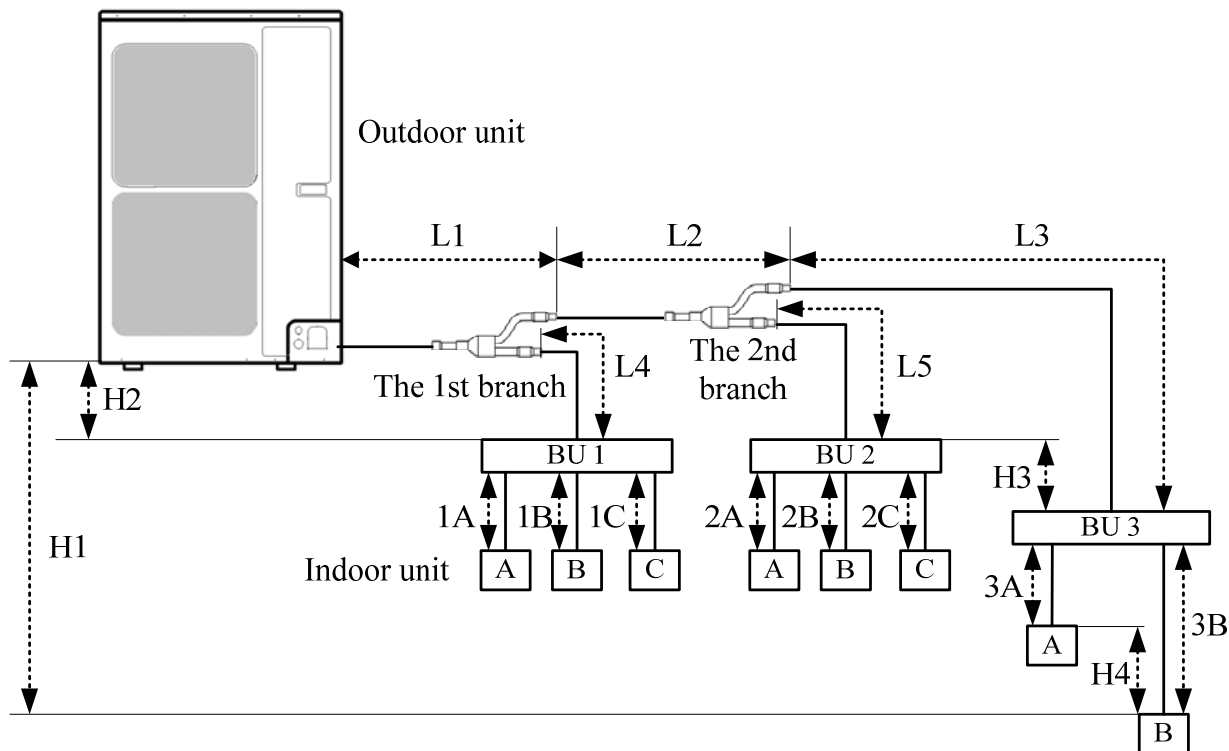 Outdoor unit
L1
L2
L3
The 1st branch
The 2nd
branch
L4
L5
H2
BU 1
BU 2
H3
BU 3
1A
1B
1C
2A
2B
2C
H1
Indoor unit
A
B
C
A
B
C
3A
3B
A
H4
B